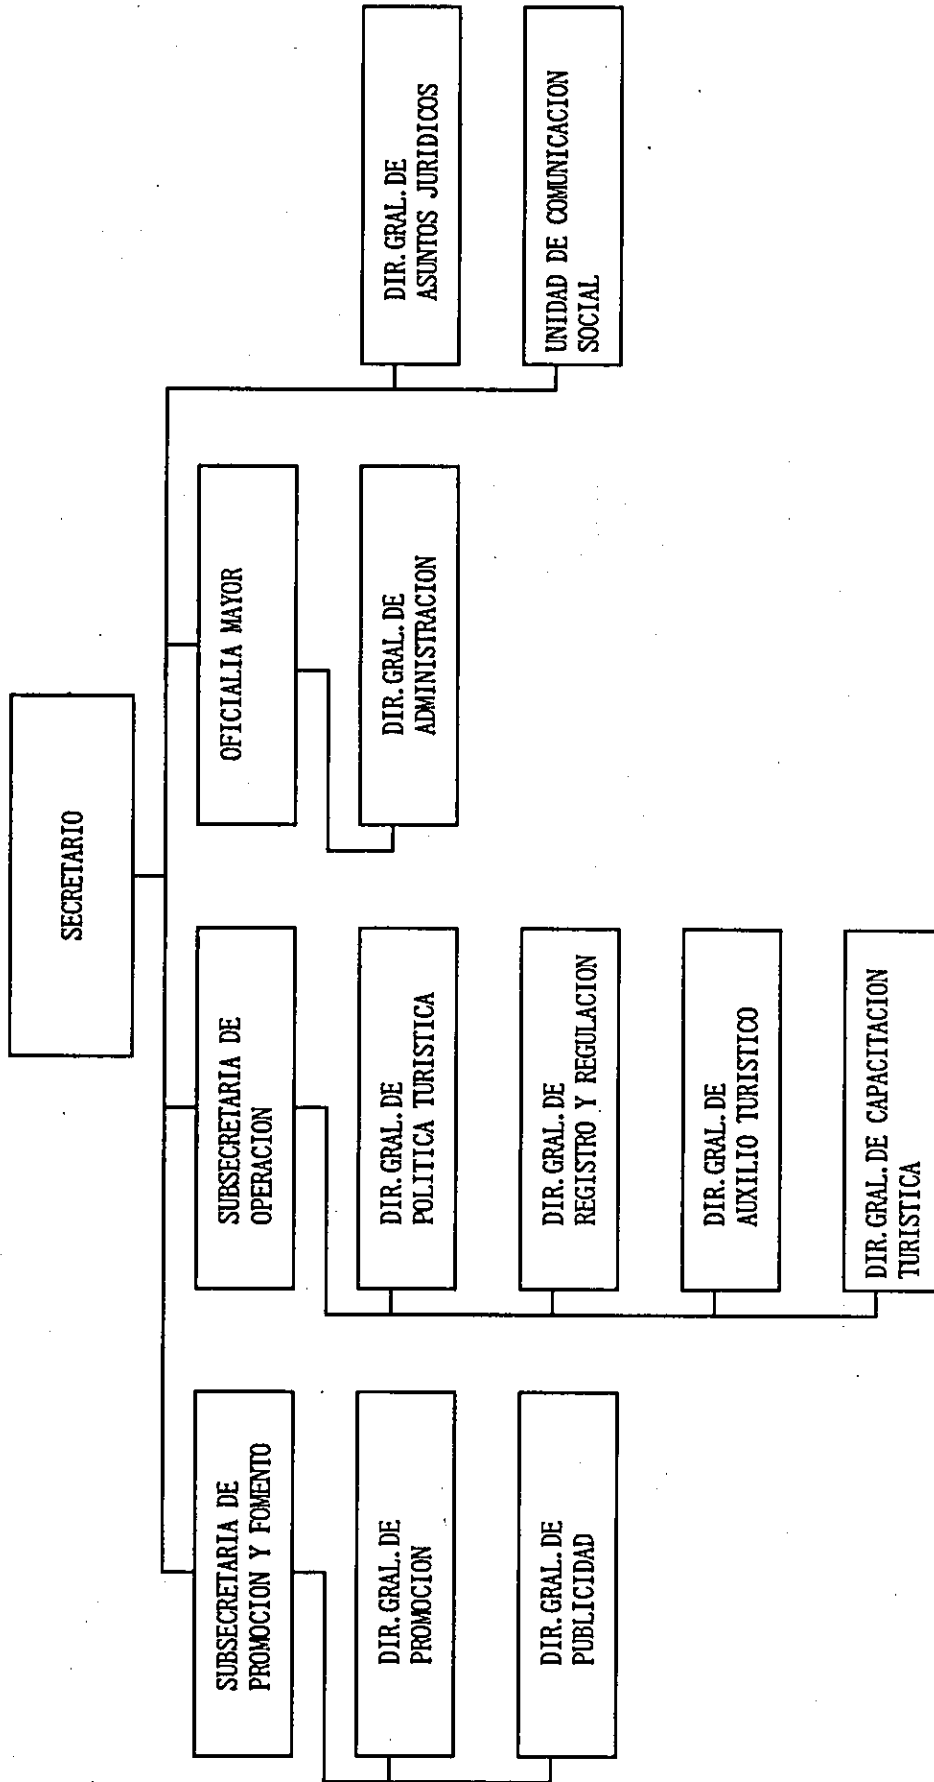 SECRETARIO
SUBSECRETARIA DE
PROMOCION Y FOMENTO
DIR.GRAL.DE
PROMOCION
DIR.GRAL.DE
PUBLICIDAD
SUBSECRETARIA DE
OPERACION
DIR.GRAL.DE
POLITICA TURISTICA
DIR.GRAL.DE
REGISTRO Y REGULACION
DIR.GRAL.DE
AUXILIO TURISTICO
DIR.GRAL.DE CAPACITACION
TURISTICA
OFICIALIA MAYOR
DIR.GRAL.DE
ADMINISTRACION
DIR.GRAL.DE
ASUNTOS JURIDICOS
UNIDAD DE COMUNICACION
SOCIAL